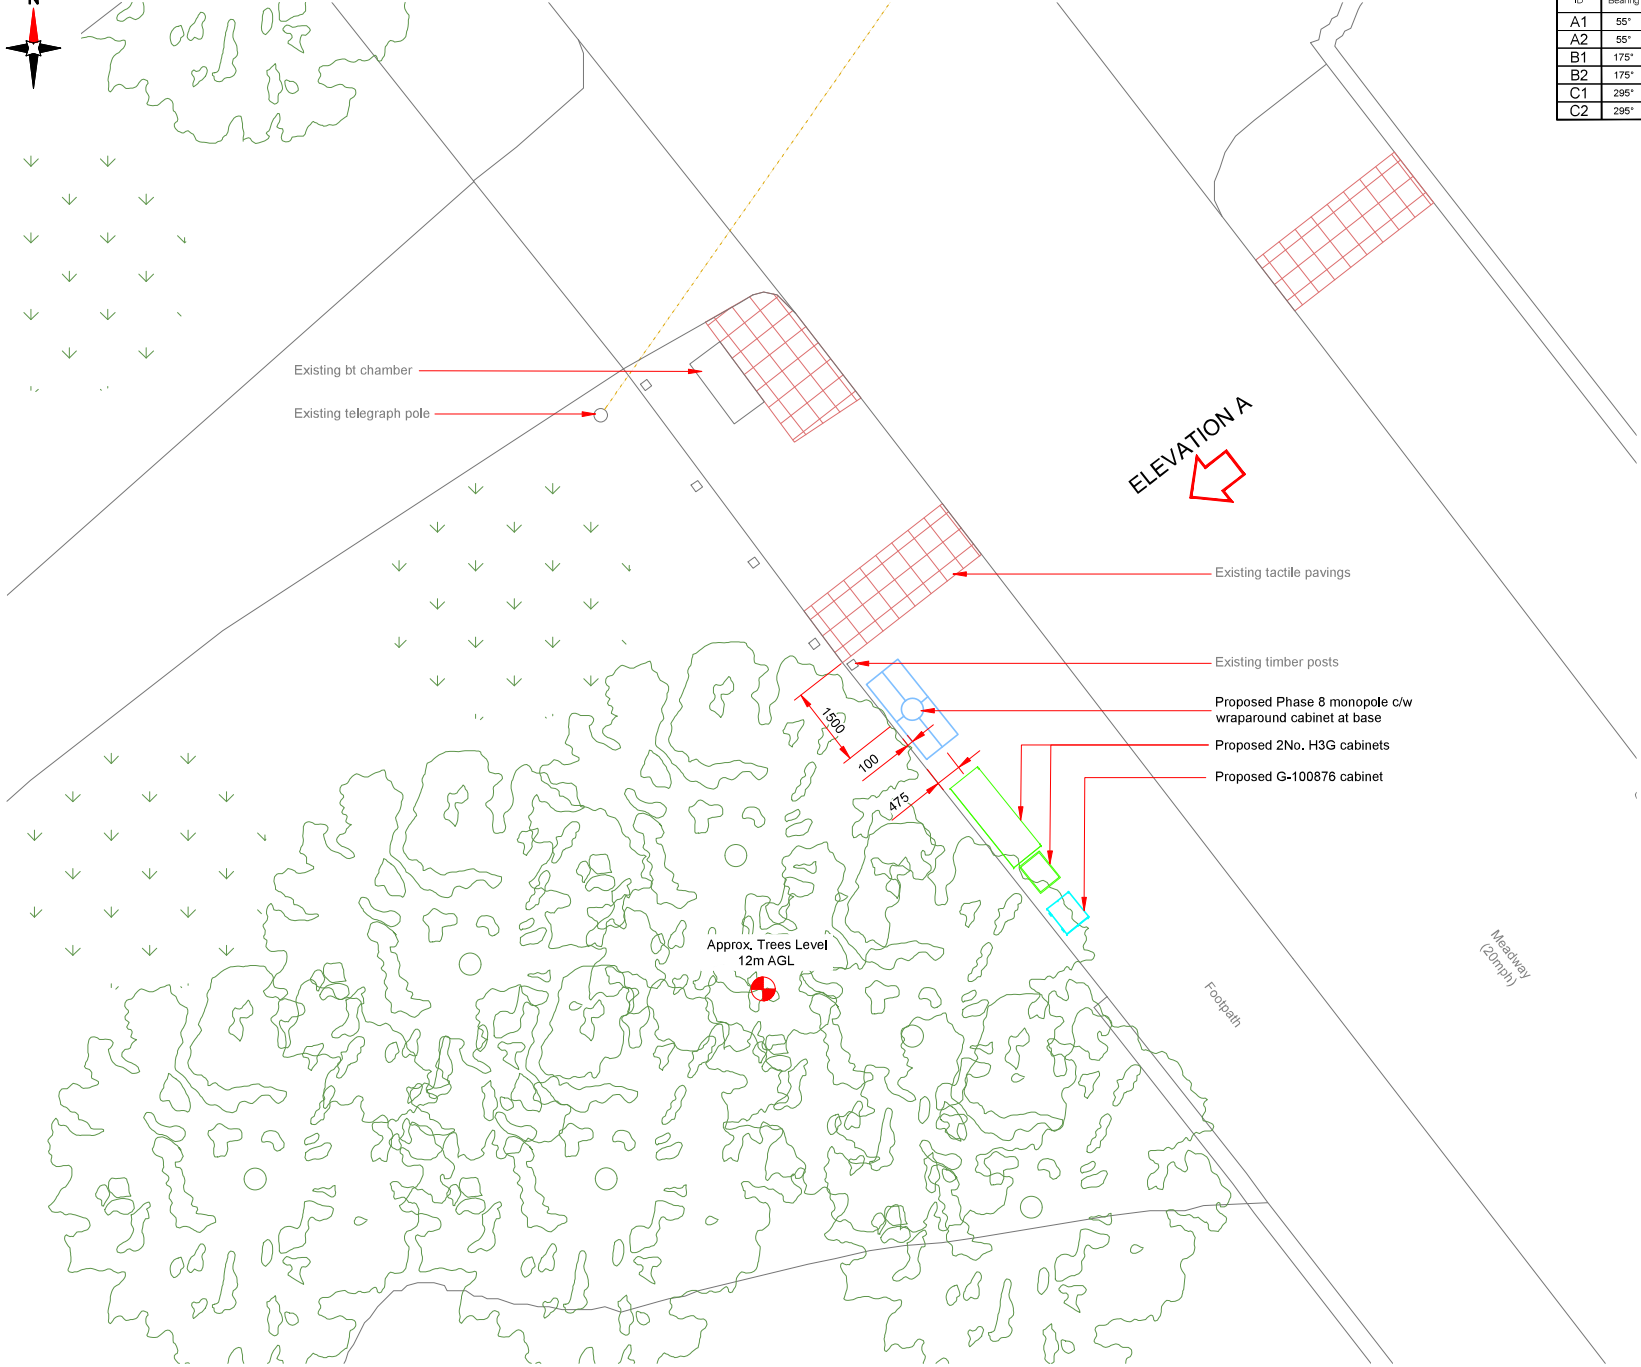 N
ID Bearing
A1 55°
A2 55°
B1 175°
B2 175°
C1 295°
C2 295°
Existing bt chamber
Existing telegraph pole
ELEVATION A
Existing tactile pavings
Existing timber posts
Proposed Phase 8 monopole c/w
wraparound cabinet at base
Proposed 2No. H3G cabinets
Proposed G-100876 cabinet
1500
100
475
Approx. Trees Level
12m AGL
Footpath
Meadway
(20mph)